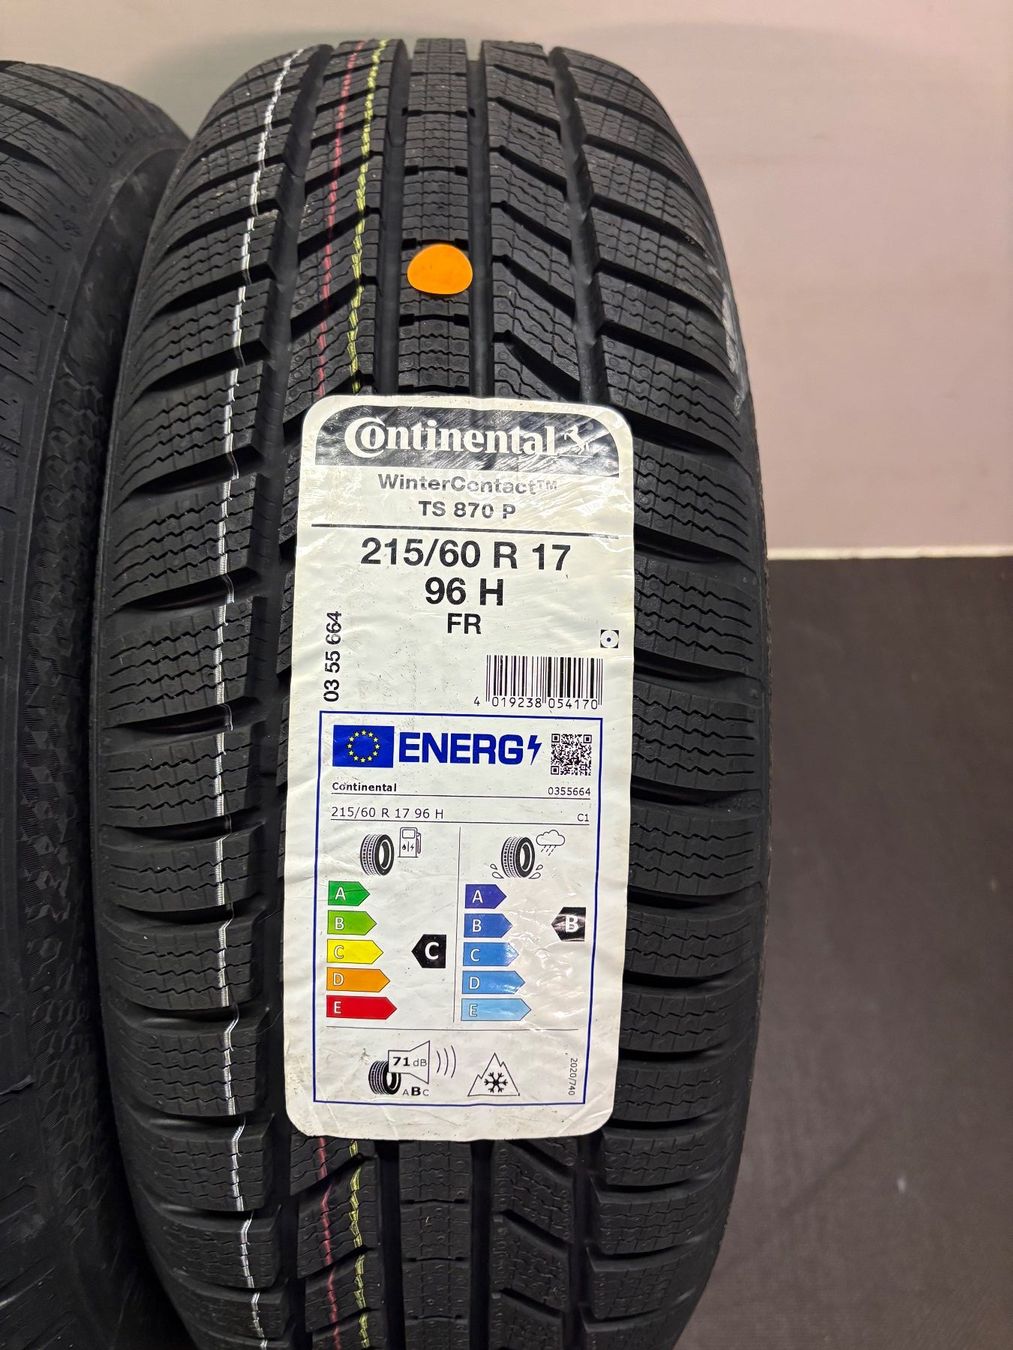 Continental
WinterContact™
TS 870 P
215/60 R 17
96 H
FR
03 55 664
4 019238 054170
ENERG
Continental 0355664
215/60 R 17 96 H C1
A A
B B B
C C C
D D
E E
71 dB
ABC
2020/740